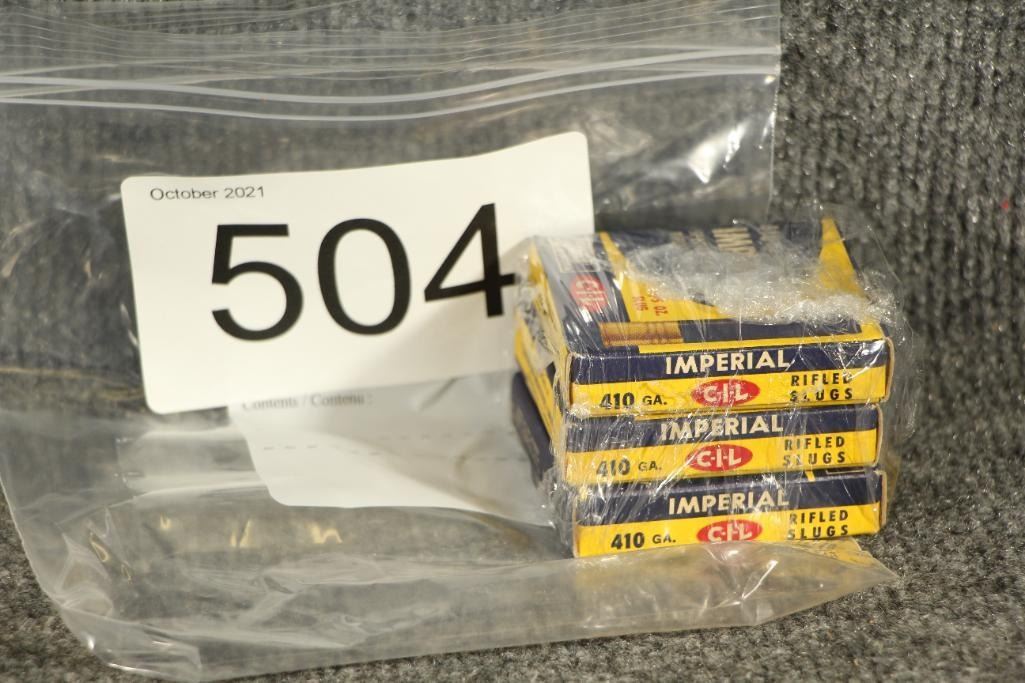 October 2021
504
Contents / Contenu :
IMPERIAL
410 GA. C-I-L RIFLED
SLUGS
IMPERIAL
410 GA. C-I-L RIFLED
SLUGS
IMPERIAL
410 GA. C-I-L RIFLED
SLUGS